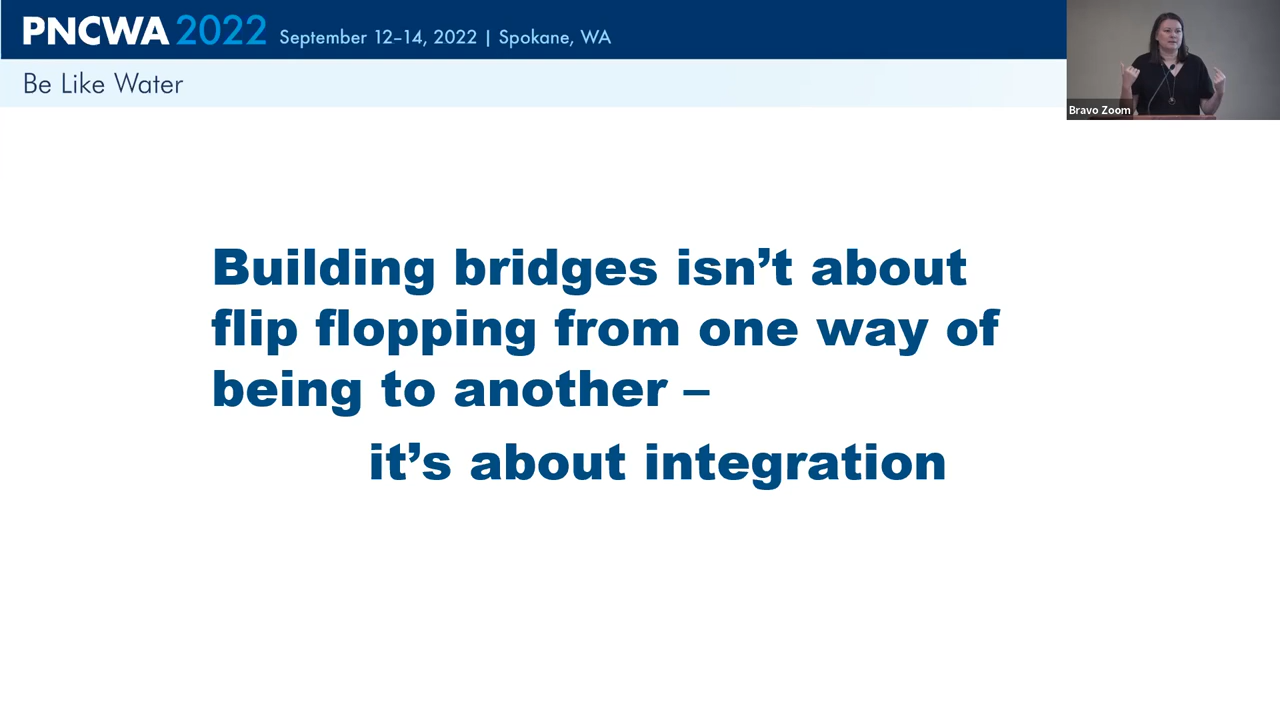 PNCWA 2022 September 12–14, 2022 | Spokane, WA
Be Like Water
Bravo Zoom
Building bridges isn’t about
flip flopping from one way of
being to another –
it’s about integration